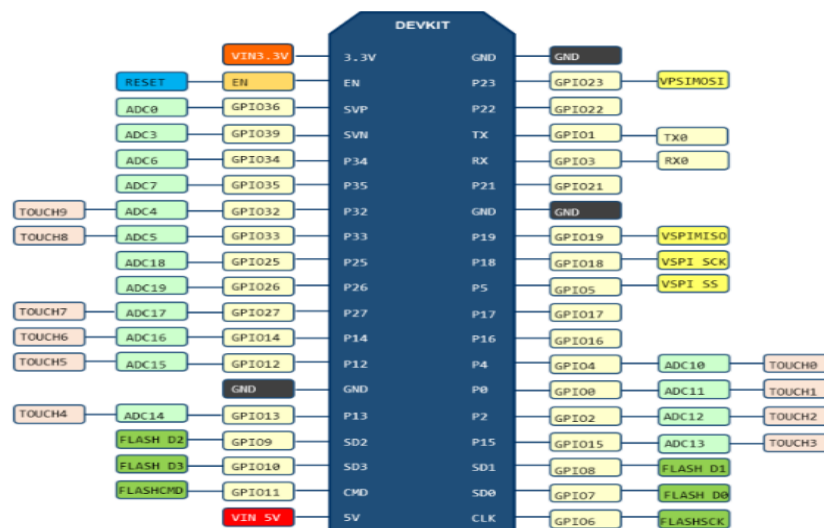 DEVKIT
VIN3.3V 3.3V GND GND
RESET EN EN P23 GPIO23 VPSIMOSI
ADC0 GPIO36 SVP P22 GPIO22
ADC3 GPIO39 SVN TX GPIO1 TX0
ADC6 GPIO34 P34 RX GPIO3 RX0
ADC7 GPIO35 P35 P21 GPIO21
TOUCH9 ADC4 GPIO32 P32 GND GND
TOUCH8 ADC5 GPIO33 P33 P19 GPIO19 VSPIMISO
ADC18 GPIO25 P25 P18 GPIO18 VSPI SCK
ADC19 GPIO26 P26 P5 GPIO5 VSPI SS
TOUCH7 ADC17 GPIO27 P27 P17 GPIO17
TOUCH6 ADC16 GPIO14 P14 P16 GPIO16
TOUCH5 ADC15 GPIO12 P12 P4 GPIO4 ADC10 TOUCH0
GND GND P0 GPIO0 ADC11 TOUCH1
TOUCH4 ADC14 GPIO13 P13 P2 GPIO2 ADC12 TOUCH2
FLASH D2 GPIO9 SD2 P15 GPIO15 ADC13 TOUCH3
FLASH D3 GPIO10 SD3 SD1 GPIO8 FLASH D1
FLASHCMD GPIO11 CMD SD0 GPIO7 FLASH D0
VIN 5V 5V CLK GPIO6 FLASHSCK